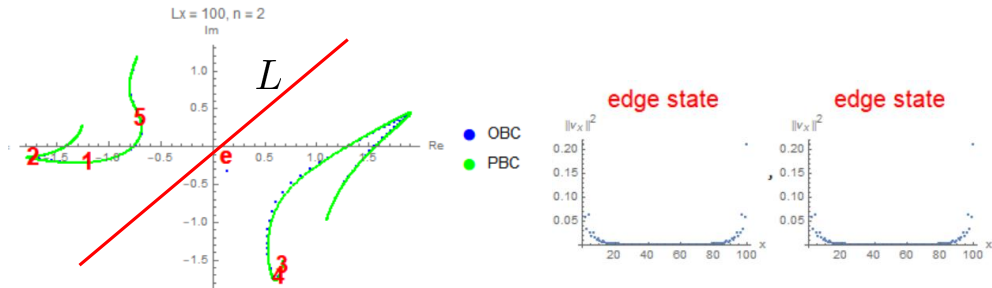 Lx = 100, n = 2
Im
1.0
0.5
-0.5
-1.0
-1.5
-1.5
-1.0
-0.5
0.5
1.0
1.5
Re
L
1
2
3
4
5
e
OBC
PBC
edge state
‖vₓ‖²
0.20
0.15
0.10
0.05
20 40 60 80 100
x
,
edge state
‖vₓ‖²
0.20
0.15
0.10
0.05
20 40 60 80 100
x